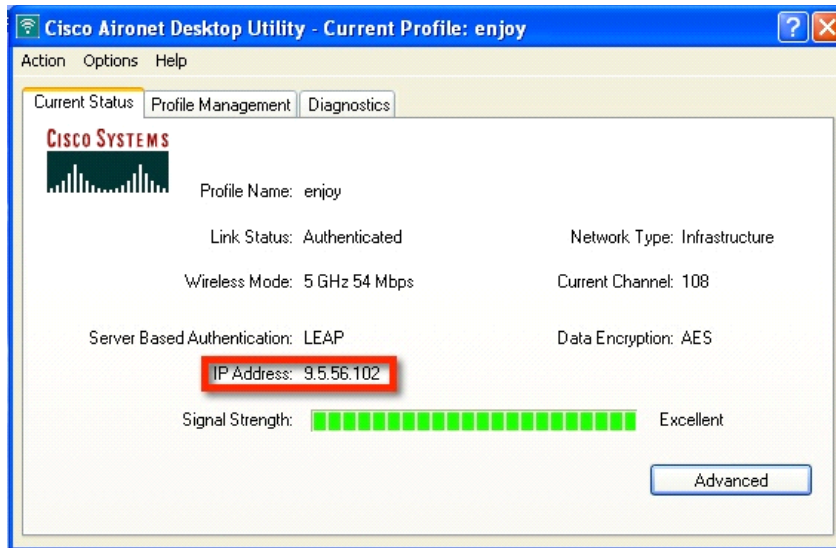 Cisco Aironet Desktop Utility - Current Profile: enjoy
Action Options Help
Current Status Profile Management Diagnostics
CISCO SYSTEMS
Profile Name: enjoy
Link Status: Authenticated Network Type: Infrastructure
Wireless Mode: 5 GHz 54 Mbps Current Channel: 108
Server Based Authentication: LEAP Data Encryption: AES
IP Address: 9.5.56.102
Signal Strength: Excellent
Advanced